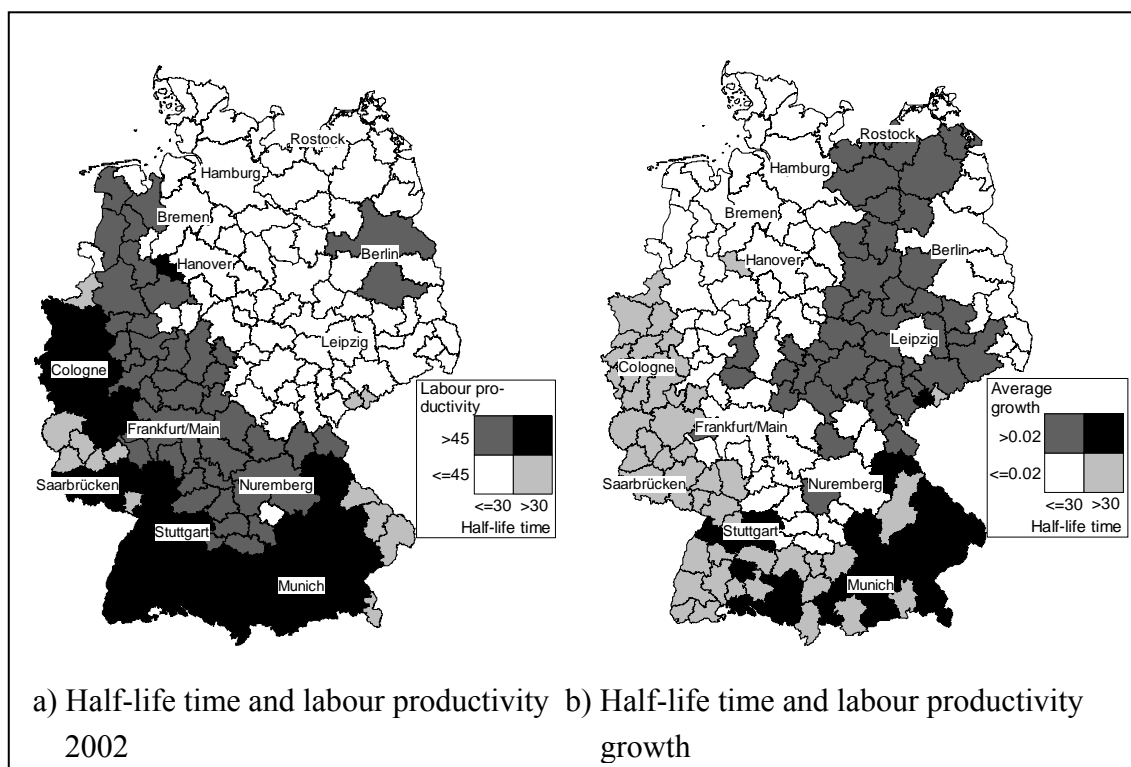 Rostock
Hamburg
Bremen
Hanover
Berlin
Leipzig
Cologne
Frankfurt/Main
Saarbrücken
Nuremberg
Stuttgart
Munich
Labour pro-
ductivity
>45
<=45
<=30 >30
Half-life time
Rostock
Hamburg
Bremen
Hanover
Berlin
Leipzig
Cologne
Frankfurt/Main
Saarbrücken
Nuremberg
Stuttgart
Munich
Average
growth
>0.02
<=0.02
<=30 >30
Half-life time
a) Half-life time and labour productivity
2002
b) Half-life time and labour productivity
growth